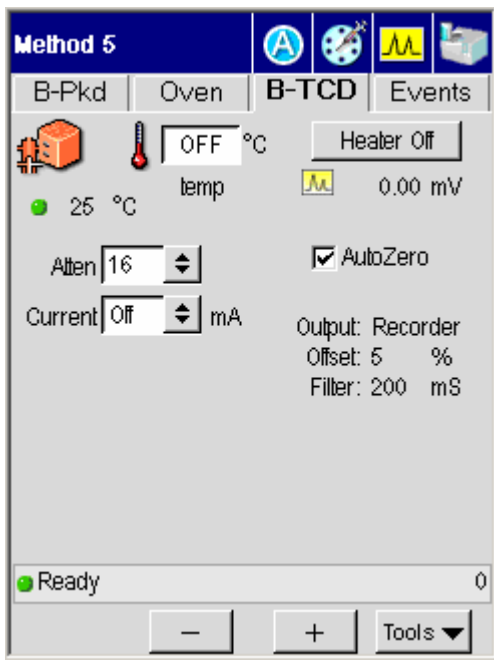 Method 5 A
B-Pkd Oven B-TCD Events
OFF °C Heater Off
temp 0.00 mV
25 °C
Atten 16 AutoZero
Current Off mA
Output: Recorder
Offset: 5 %
Filter: 200 mS
Ready 0
− + Tools